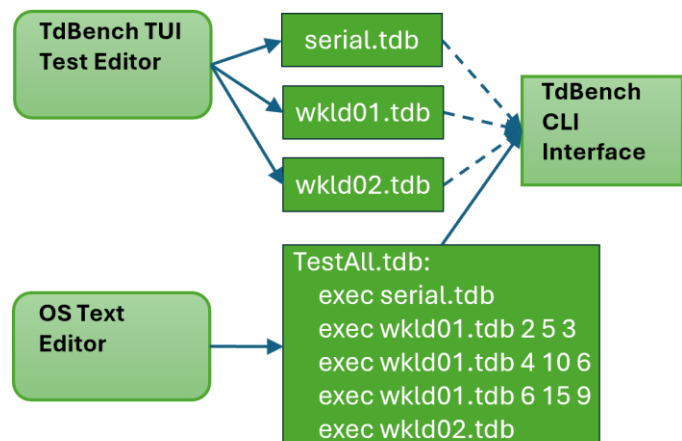 TdBench TUI
Test Editor
serial.tdb
wkld01.tdb
wkld02.tdb
TdBench
CLI
Interface
OS Text
Editor
TestAll.tdb:
exec serial.tdb
exec wkld01.tdb 2 5 3
exec wkld01.tdb 4 10 6
exec wkld01.tdb 6 15 9
exec wkld02.tdb